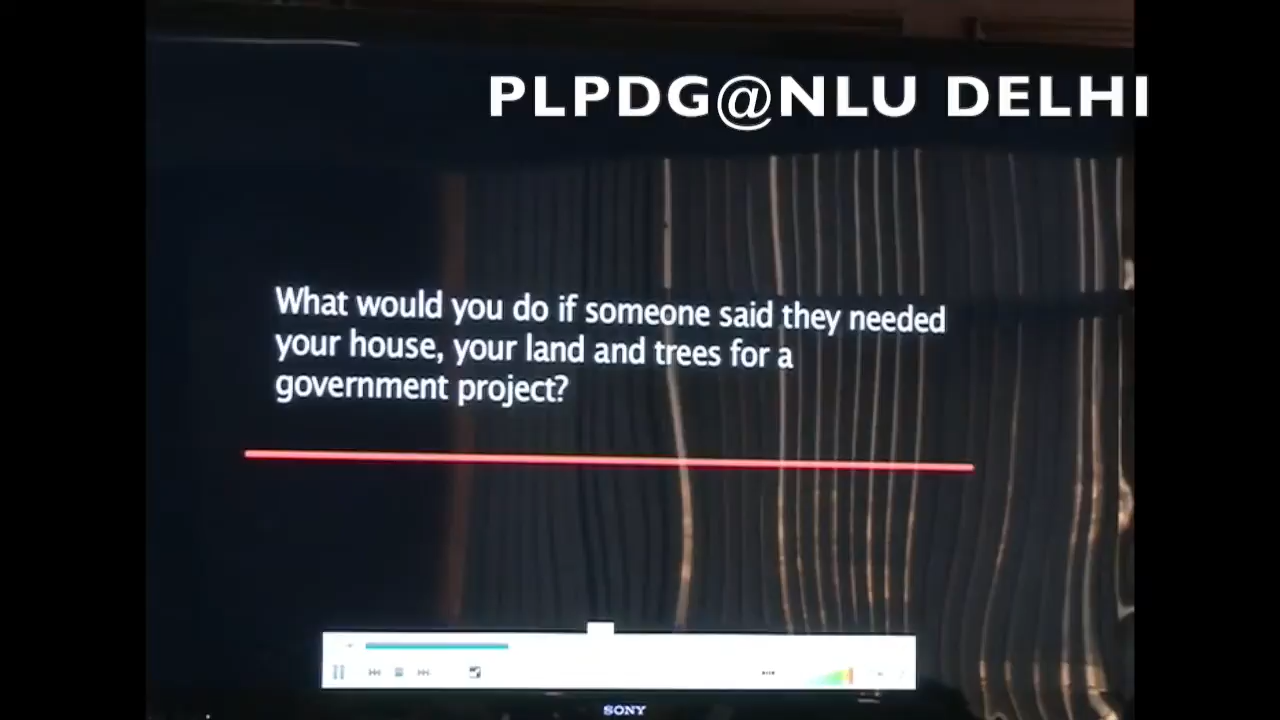 PLPDG@NLU DELHI
What would you do if someone said they needed
your house, your land and trees for a
government project?
SONY